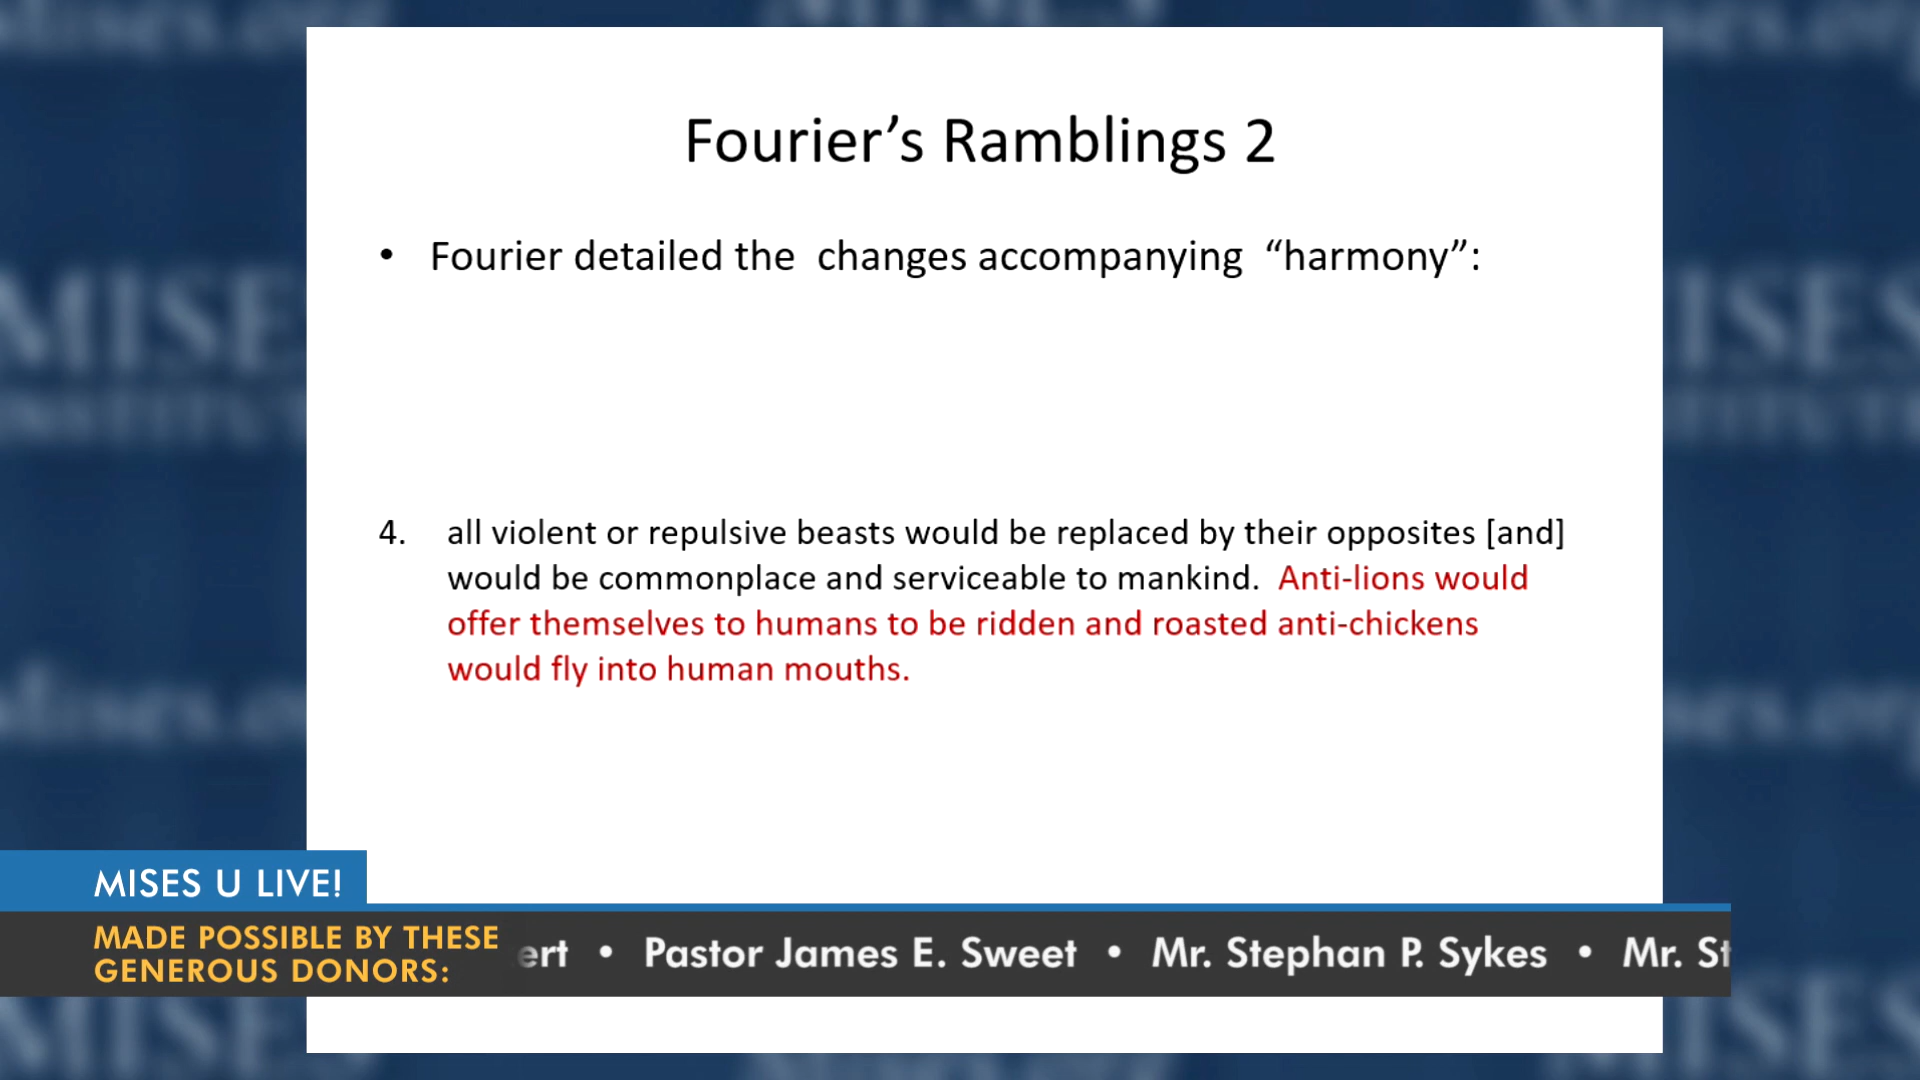 Fourier’s Ramblings 2
• Fourier detailed the  changes accompanying  “harmony”:
4. all violent or repulsive beasts would be replaced by their opposites [and]
would be commonplace and serviceable to mankind.  Anti-lions would
offer themselves to humans to be ridden and roasted anti-chickens
would fly into human mouths.
MISES U LIVE!
MADE POSSIBLE BY THESE
GENEROUS DONORS:
ert • Pastor James E. Sweet • Mr. Stephan P. Sykes • Mr. St